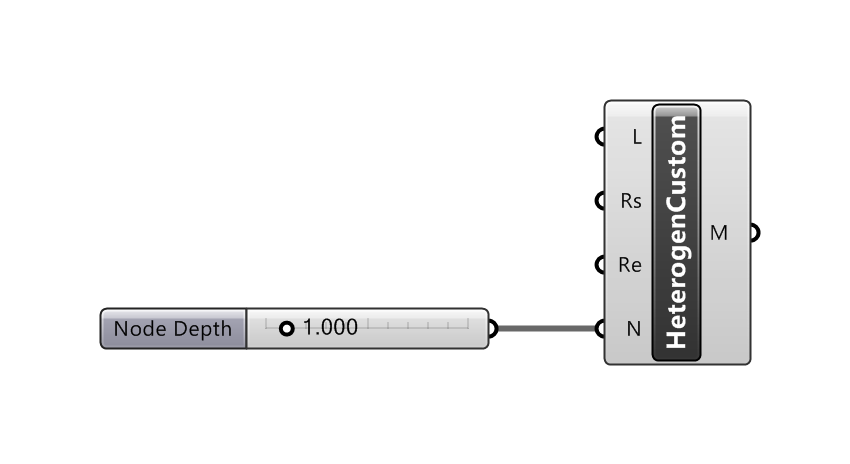 L
Rs
Re
N
HeterogenCustom
M
Node Depth
1.000